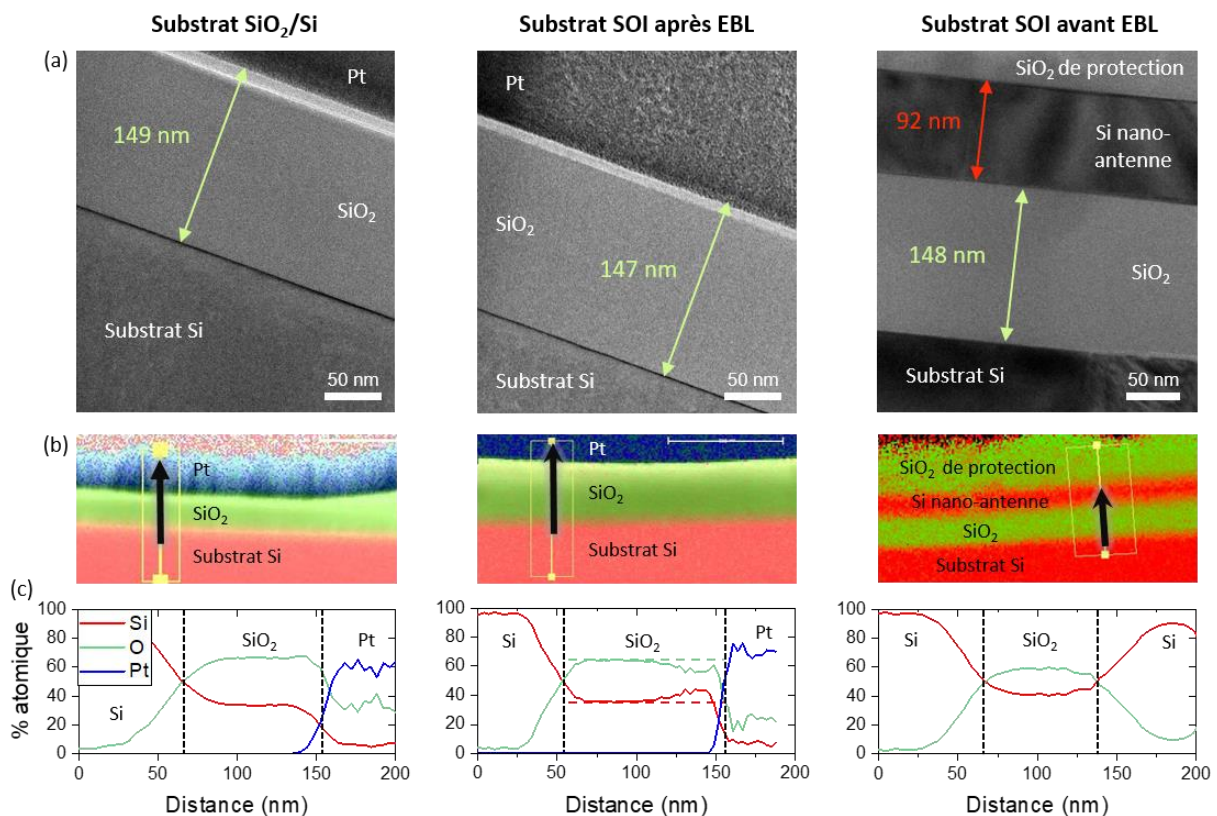 Substrat SiO₂/Si
Substrat SOI après EBL
Substrat SOI avant EBL
(a)
Pt
149 nm
SiO₂
Substrat Si
50 nm
Pt
SiO₂
147 nm
Substrat Si
50 nm
SiO₂ de protection
92 nm
Si nano-
antenne
148 nm
SiO₂
Substrat Si
50 nm
(b)
Pt
SiO₂
Substrat Si
Pt
SiO₂
Substrat Si
SiO₂ de protection
Si nano-antenne
SiO₂
Substrat Si
(c)
% atomique
100
80
60
40
20
0
Si
O
Pt
Si
SiO₂
Pt
0 50 100 150 200
Distance (nm)
100
80
60
40
20
0
Si
SiO₂
Pt
0 50 100 150 200
Distance (nm)
100
80
60
40
20
0
Si
SiO₂
Si
0 50 100 150 200
Distance (nm)